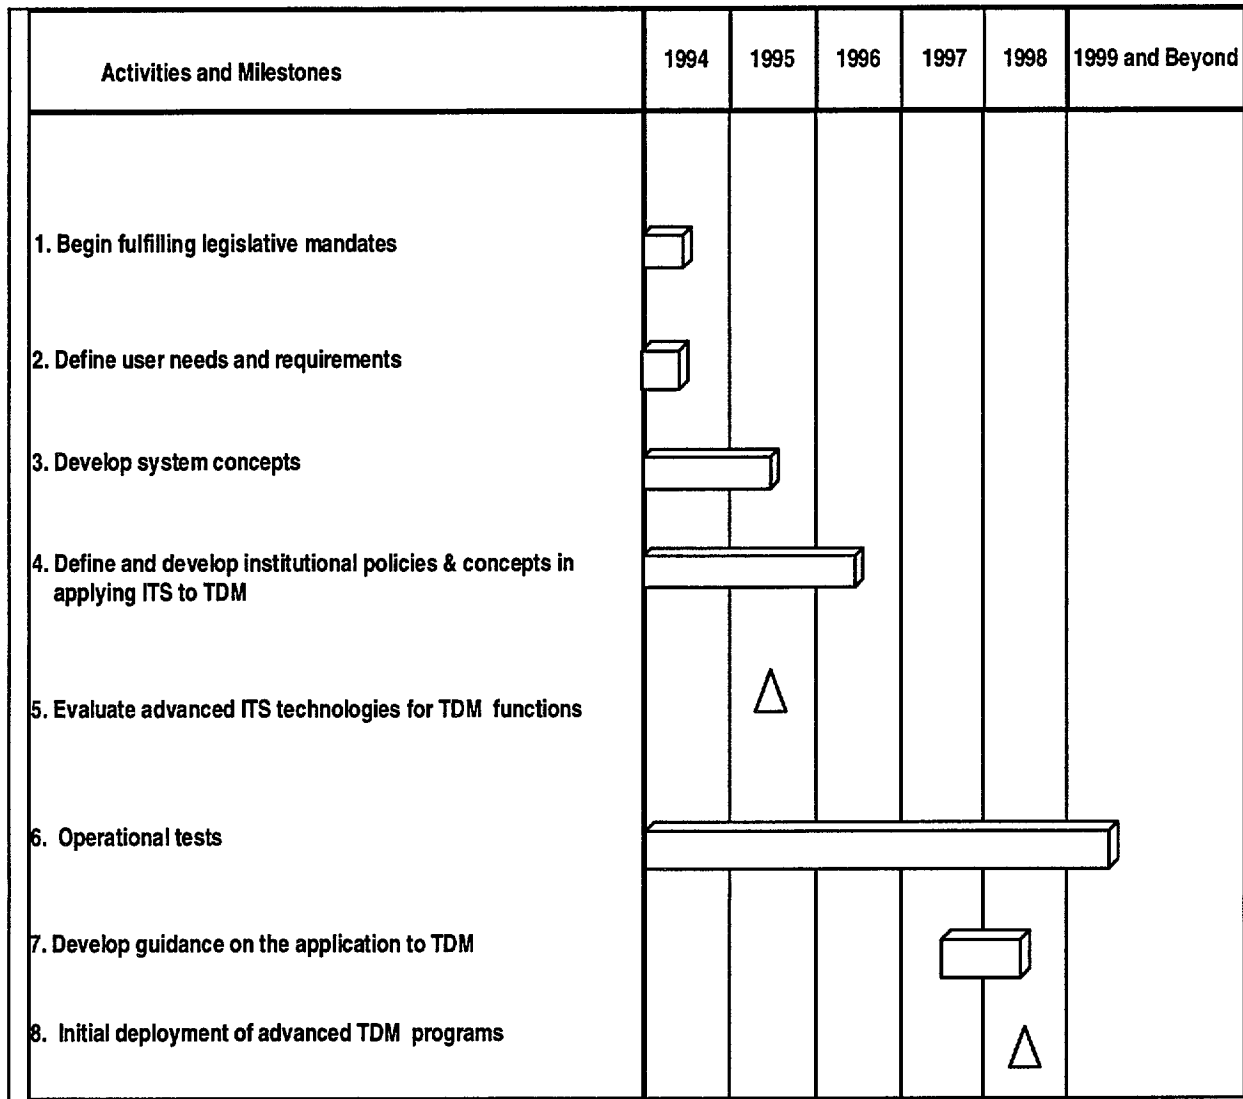 Activities and Milestones
1994
1995
1996
1997
1998
1999 and Beyond
1. Begin fulfilling legislative mandates
2. Define user needs and requirements
3. Develop system concepts
4. Define and develop institutional policies & concepts in
applying ITS to TDM
5. Evaluate advanced ITS technologies for TDM functions
6. Operational tests
7. Develop guidance on the application to TDM
8. Initial deployment of advanced TDM programs